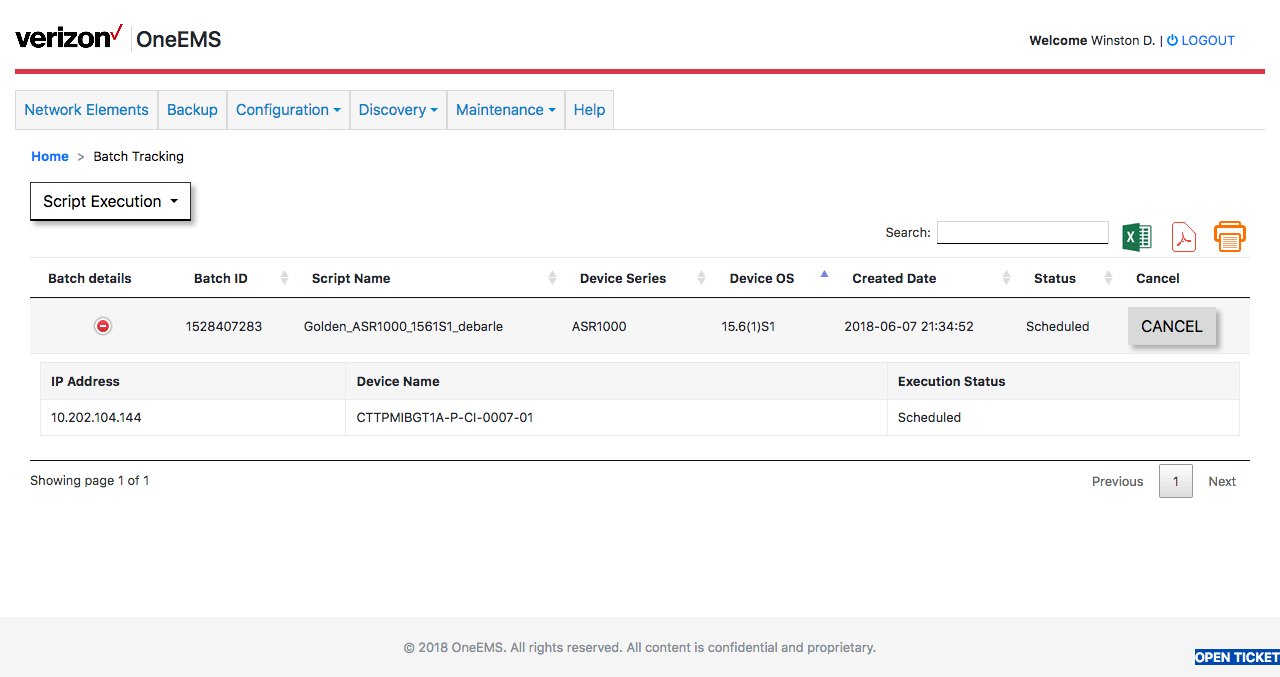 verizon OneEMS
Welcome Winston D. | LOGOUT
Network Elements Backup Configuration Discovery Maintenance Help
Home > Batch Tracking
Script Execution
Search:
Batch details Batch ID Script Name Device Series Device OS Created Date Status Cancel
1528407283 Golden_ASR1000_1561S1_debarle ASR1000 15.6(1)S1 2018-06-07 21:34:52 Scheduled CANCEL
IP Address Device Name Execution Status
10.202.104.144 CTTPMIBGT1A-P-CI-0007-01 Scheduled
Showing page 1 of 1
Previous 1 Next
© 2018 OneEMS. All rights reserved. All content is confidential and proprietary.
OPEN TICKET